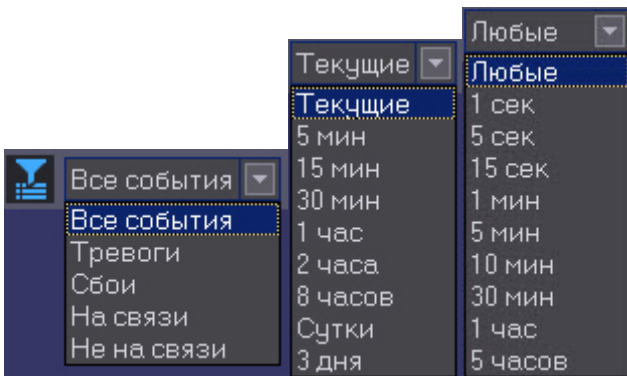 Все события
Все события
Тревоги
Сбои
На связи
Не на связи
Текущие
Текущие
5 мин
15 мин
30 мин
1 час
2 часа
8 часов
Сутки
3 дня
Любые
Любые
1 сек
5 сек
15 сек
1 мин
5 мин
10 мин
30 мин
1 час
5 часов